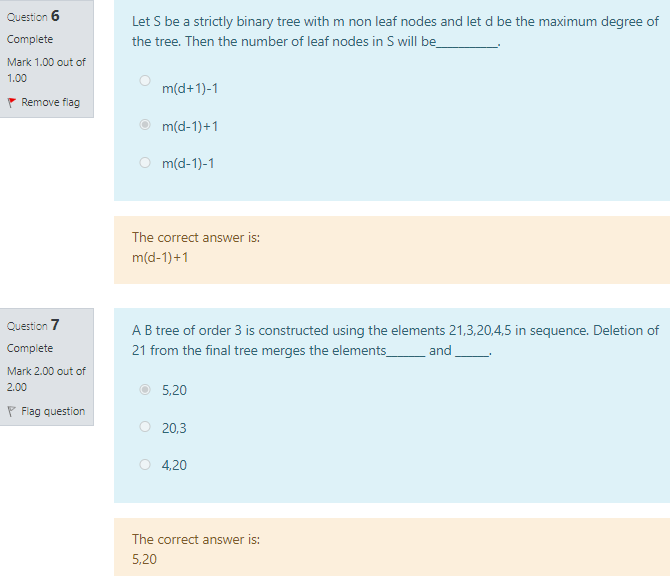 Question 6
Complete
Mark 1.00 out of
1.00
Remove flag
Let S be a strictly binary tree with m non leaf nodes and let d be the maximum degree of
the tree. Then the number of leaf nodes in S will be__________.
m(d+1)-1
m(d-1)+1
m(d-1)-1
The correct answer is:
m(d-1)+1
Question 7
Complete
Mark 2.00 out of
2.00
Flag question
A B tree of order 3 is constructed using the elements 21,3,20,4,5 in sequence. Deletion of
21 from the final tree merges the elements______ and _____.
5,20
20,3
4,20
The correct answer is:
5,20